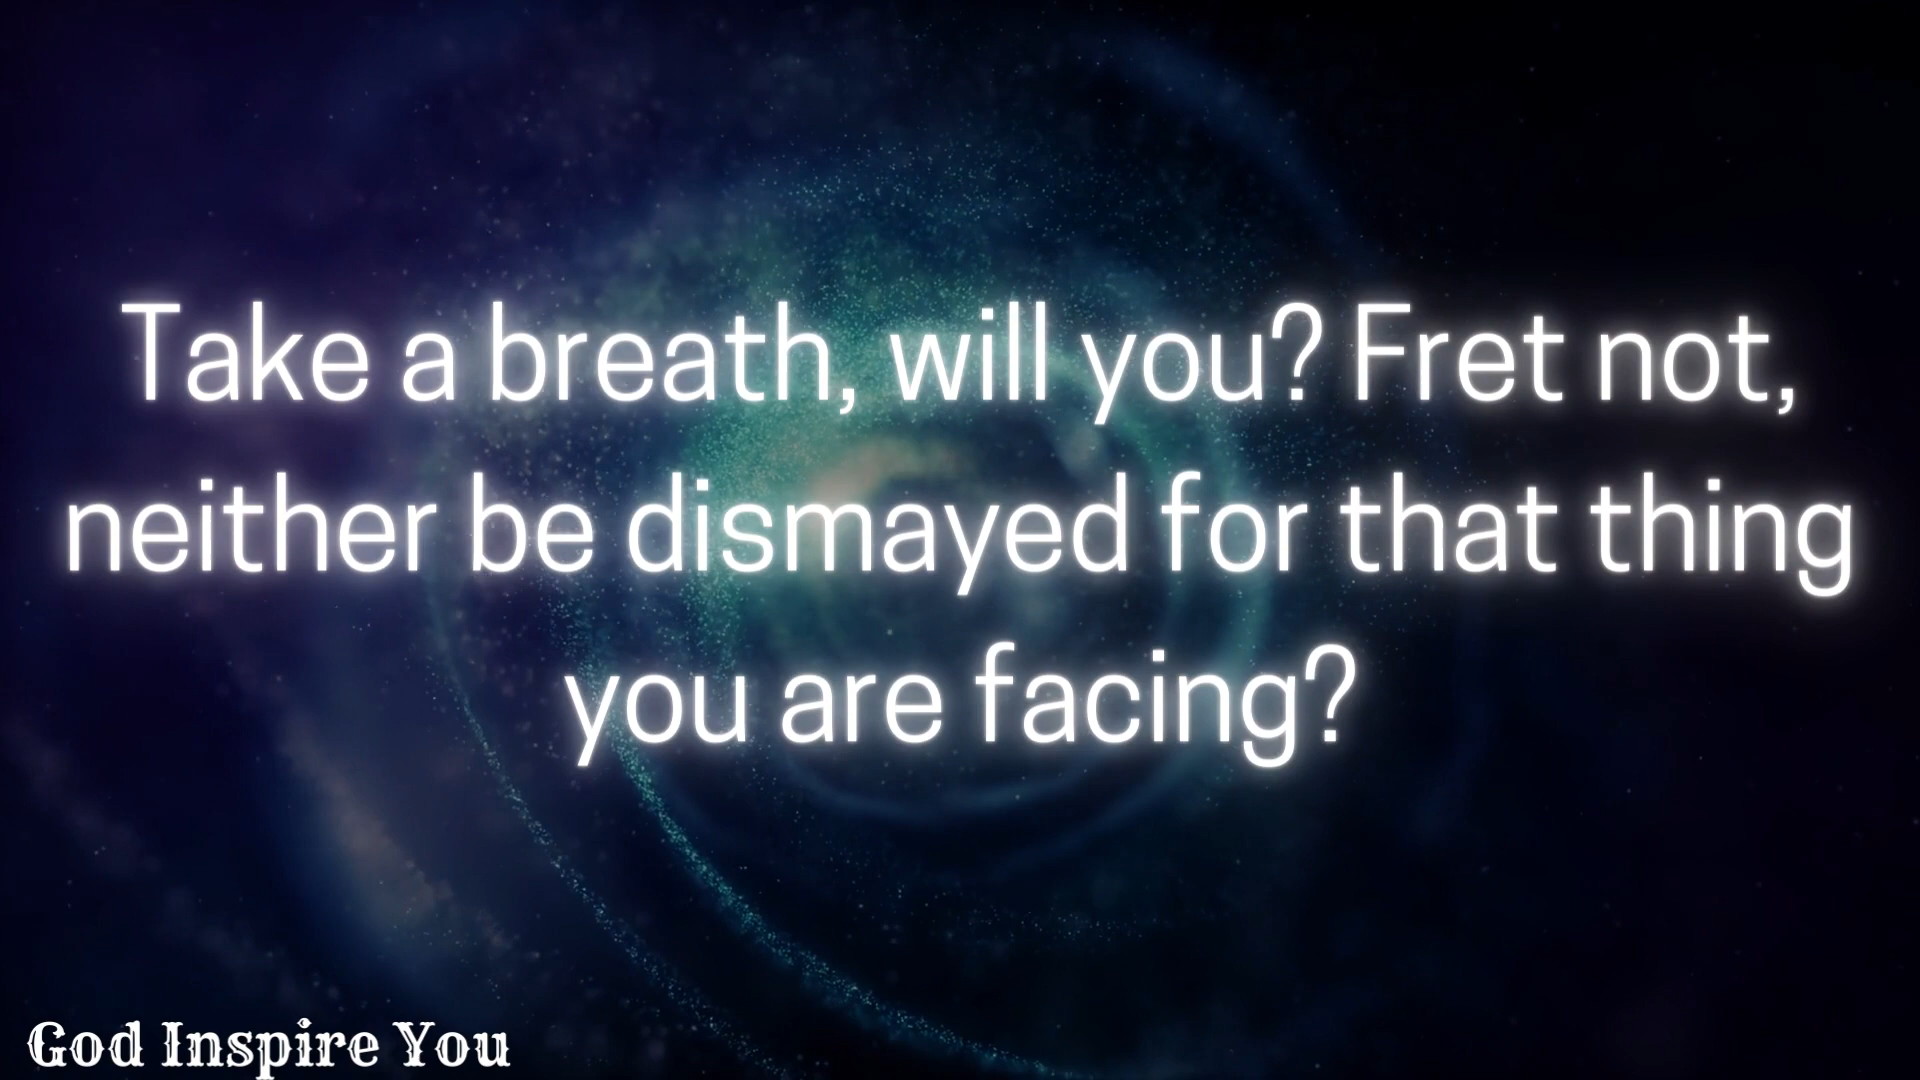 Take a breath, will you? Fret not,
neither be dismayed for that thing
you are facing?
God Inspire You